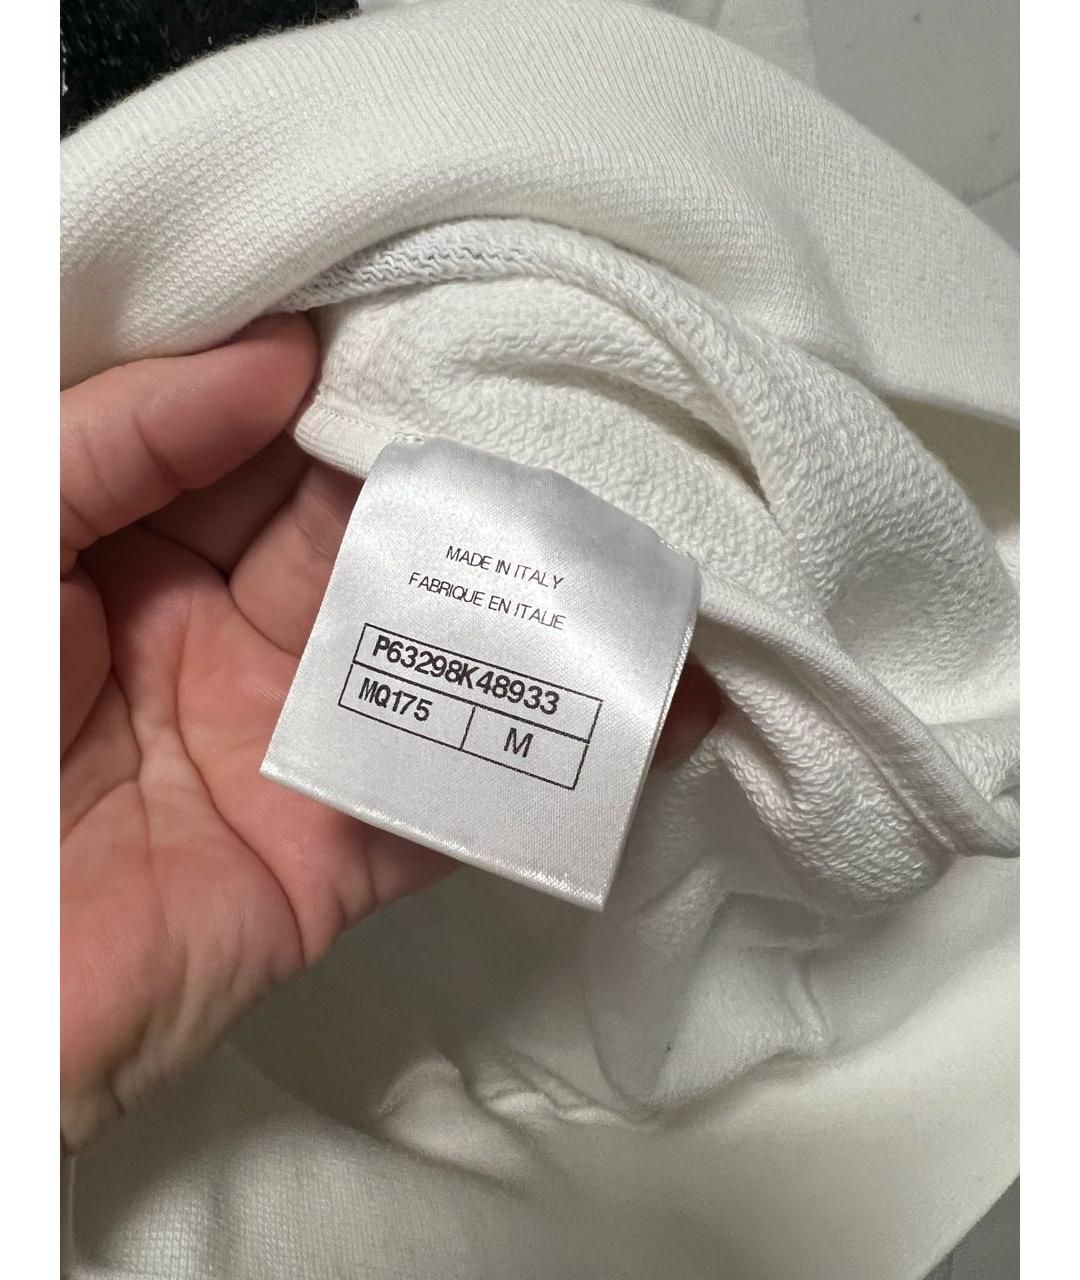 MADE IN ITALY
FABRIQUE EN ITALIE
P63298K48933
MQ175 M